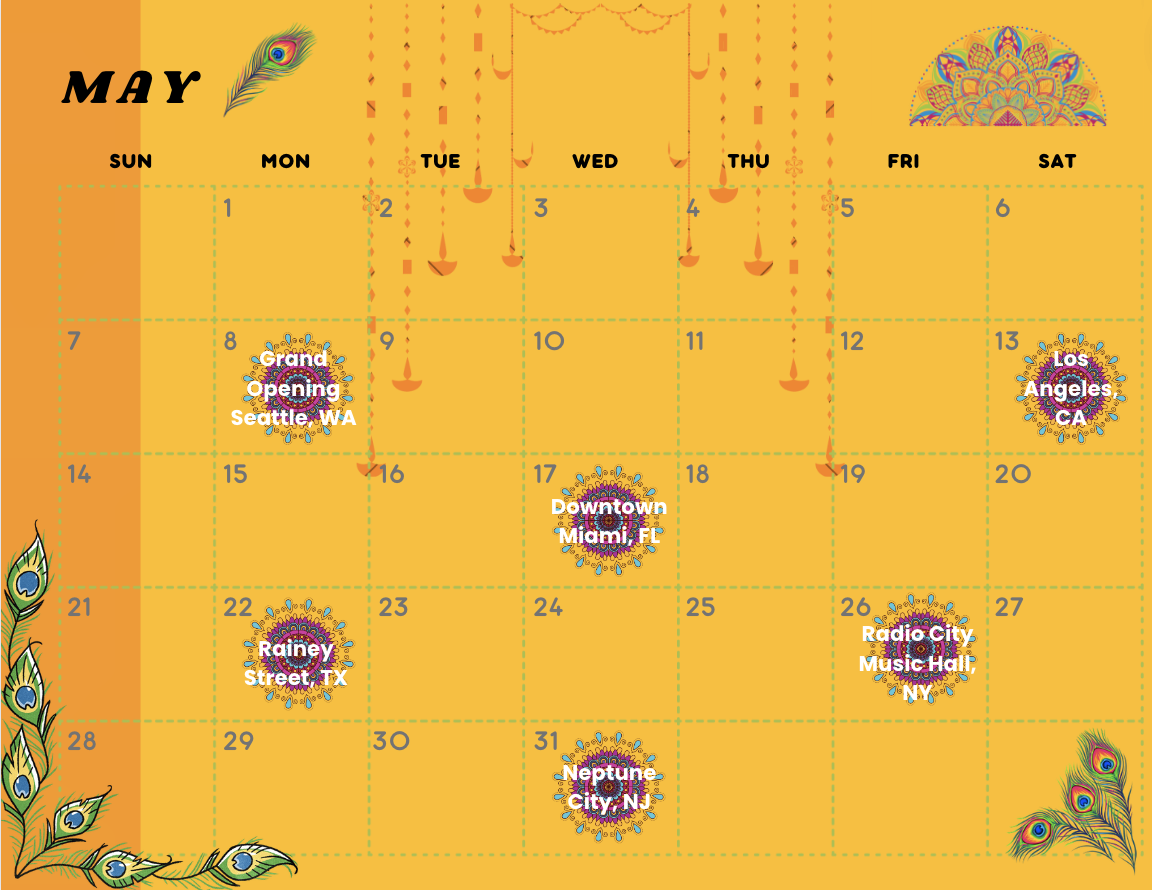 MAY
SUN MON TUE WED THU FRI SAT
1 2 3 4 5 6
7 8 9 10 11 12 13
Grand
Opening
Seattle, WA
Los
Angeles,
CA
14 15 16 17 18 19 20
Downtown
Miami, FL
21 22 23 24 25 26 27
Rainey
Street, TX
Radio City
Music Hall,
NY
28 29 30 31
Neptune
City, NJ